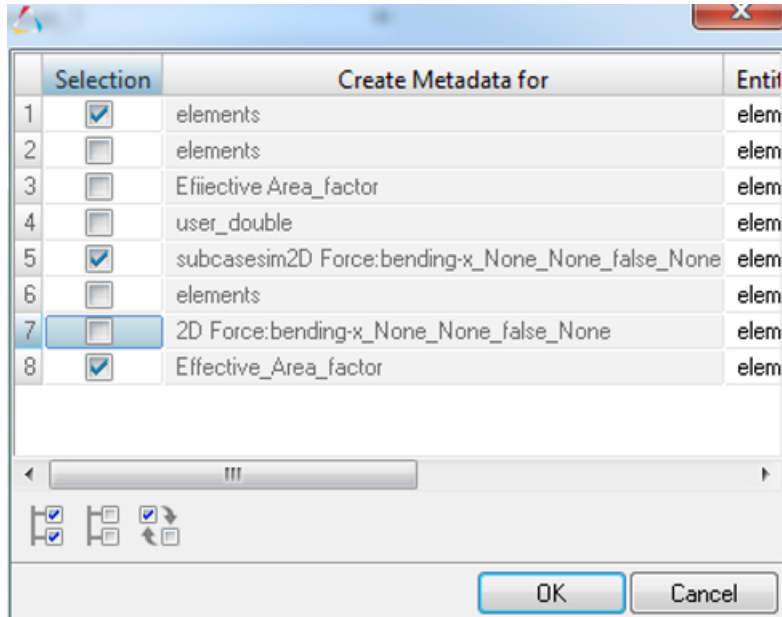 Selection Create Metadata for Entit
1 elements elem
2 elements elem
3 Efiiective Area_factor elem
4 user_double elem
5 subcasesim2D Force:bending-x_None_None_false_None elem
6 elements elem
7 2D Force:bending-x_None_None_false_None elem
8 Effective_Area_factor elem
OK Cancel